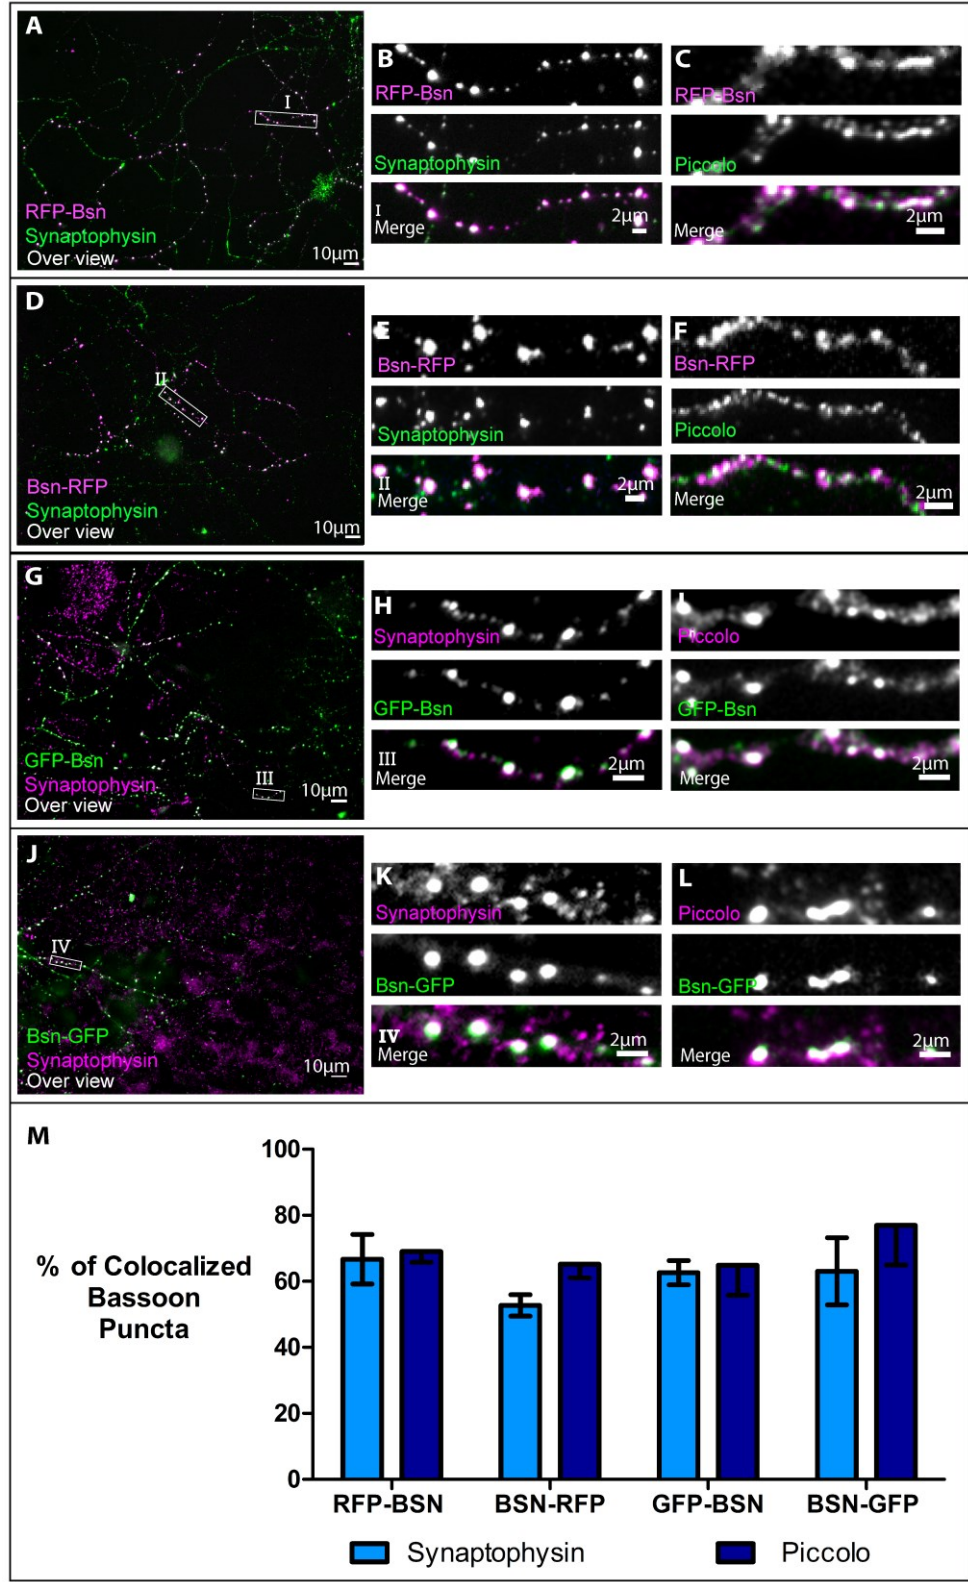 A
I
RFP-Bsn
Synaptophysin
Over view
10µm
B
RFP-Bsn
Synaptophysin
I
Merge
2µm
C
RFP-Bsn
Piccolo
Merge
2µm
D
II
Bsn-RFP
Synaptophysin
Over view
10µm
E
Bsn-RFP
Synaptophysin
II
Merge
2µm
F
Bsn-RFP
Piccolo
Merge
2µm
G
GFP-Bsn
Synaptophysin
Over view
III
10µm
H
Synaptophysin
GFP-Bsn
III
Merge
2µm
I
Piccolo
GFP-Bsn
Merge
2µm
J
IV
Bsn-GFP
Synaptophysin
Over view
10µm
K
Synaptophysin
Bsn-GFP
IV
Merge
2µm
L
Piccolo
Bsn-GFP
Merge
2µm
M
% of Colocalized
Bassoon
Puncta
100
80
60
40
20
0
RFP-BSN BSN-RFP GFP-BSN BSN-GFP
Synaptophysin Piccolo